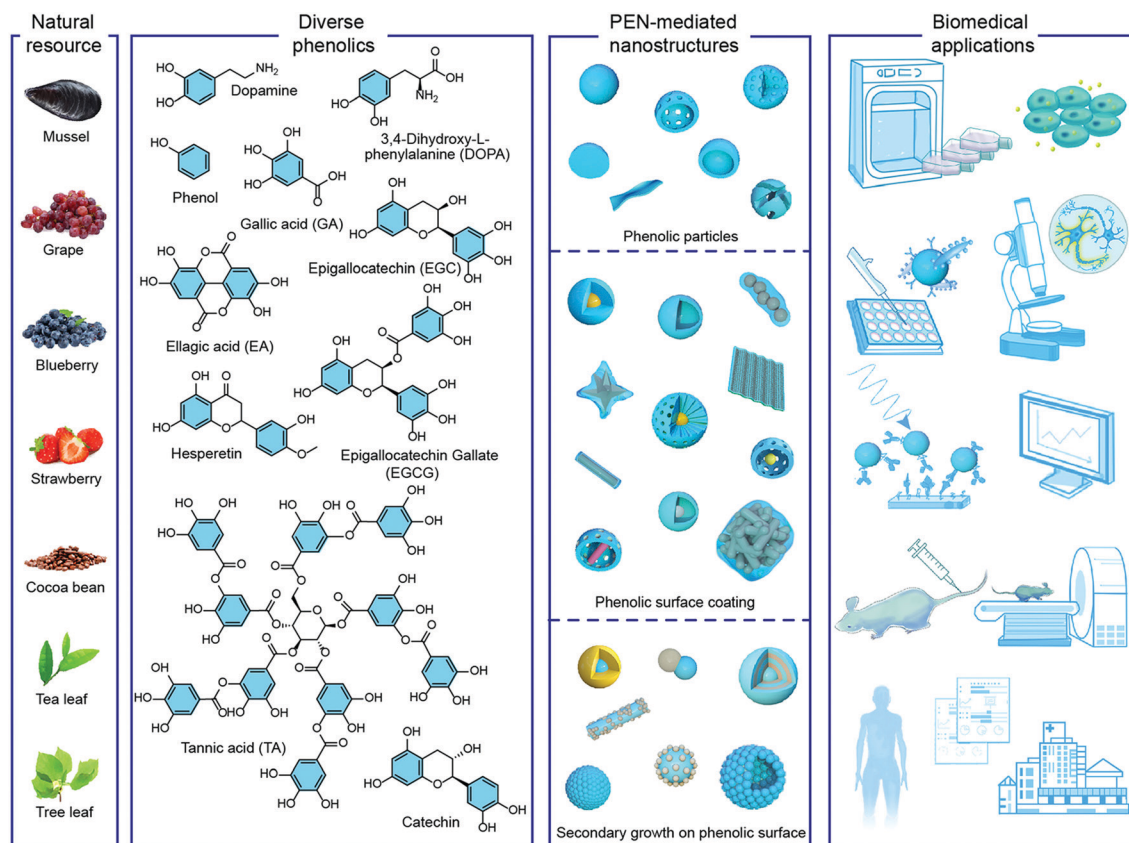 Natural
resource
Mussel
Grape
Blueberry
Strawberry
Cocoa bean
Tea leaf
Tree leaf
Diverse
phenolics
Dopamine
3,4-Dihydroxy-L-
phenylalanine (DOPA)
Phenol
Gallic acid (GA)
Epigallocatechin (EGC)
Ellagic acid (EA)
Hesperetin
Epigallocatechin Gallate
(EGCG)
Tannic acid (TA)
Catechin
PEN-mediated
nanostructures
Phenolic particles
Phenolic surface coating
Secondary growth on phenolic surface
Biomedical
applications